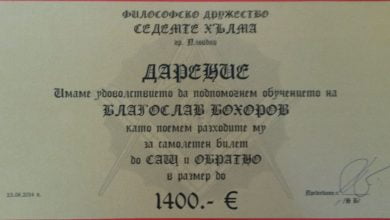 ФИЛОСОФСКО ДРУЖЕСТВО
СЕДЕМТЕ ХЪЛМА
гр. Пловдив
ДАРЕНИЕ
Имаме удоволствието да подпомогнем обучението на
БЛАГОСЛАВ БОХОРОВ
като поемем разходите му
за самолетен билет
до САЩ и ОБРАТНО
в размер до
1400.- €